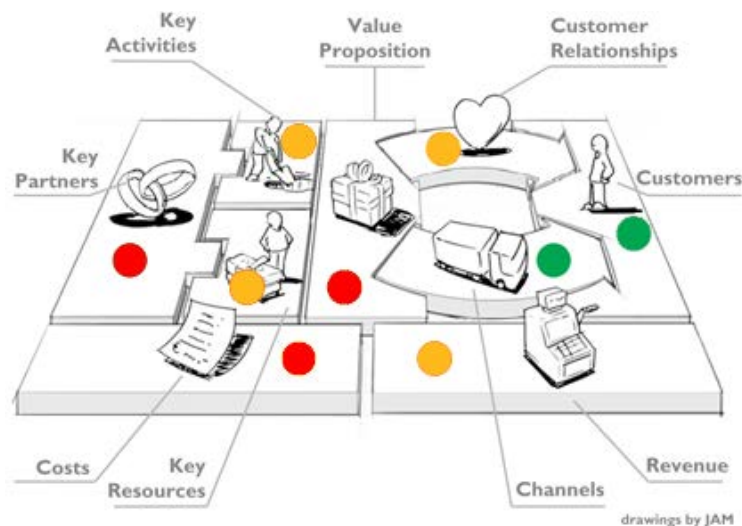 Key
Activities
Value
Proposition
Customer
Relationships
Key
Partners
Customers
Costs
Key
Resources
Channels
Revenue
drawings by JAM